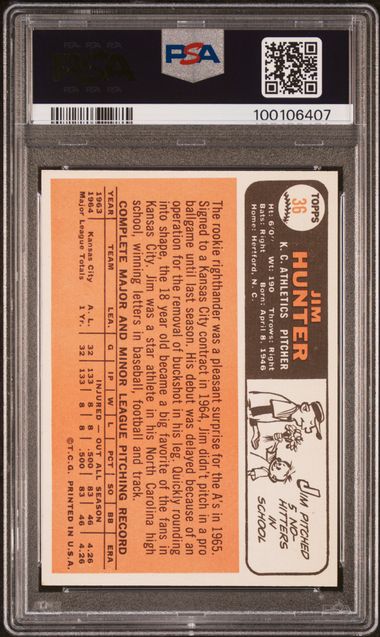 PSA
PSA
100106407
TOPPS
36
JIM
HUNTER
K. C. ATHLETICS PITCHER
Ht: 6'0" Wt: 190 Throws: Right
Bats: Right Born: April 8, 1946
Home: Hertford, N. C.
JIM PITCHED
5 NO-
HITTERS
IN
SCHOOL
The rookie righthander was a pleasant surprise for the A's in 1965.
Signed to a Kansas City contract in 1964, Jim didn't pitch in a pro
ballgame until last season. His debut was delayed because of an
operation for the removal of buckshot in his leg. Quickly rounding
into shape, the 18 year old became a big favorite of the fans in
Kansas City. Jim was a star athlete in his North Carolina high
school, winning letters in baseball, football and track.
COMPLETE MAJOR AND MINOR LEAGUE PITCHING RECORD
YEAR TEAM LEA. G IP W L PCT SO BB ERA
1963 INJURED—OUT ALL SEASON
1964 Kansas City A. L. 32 133 8 8 .500 83 46 4.26
Major League Totals 1 Yr. 32 133 8 8 .500 83 46 4.26
© T.C.G. PRINTED IN U.S.A.